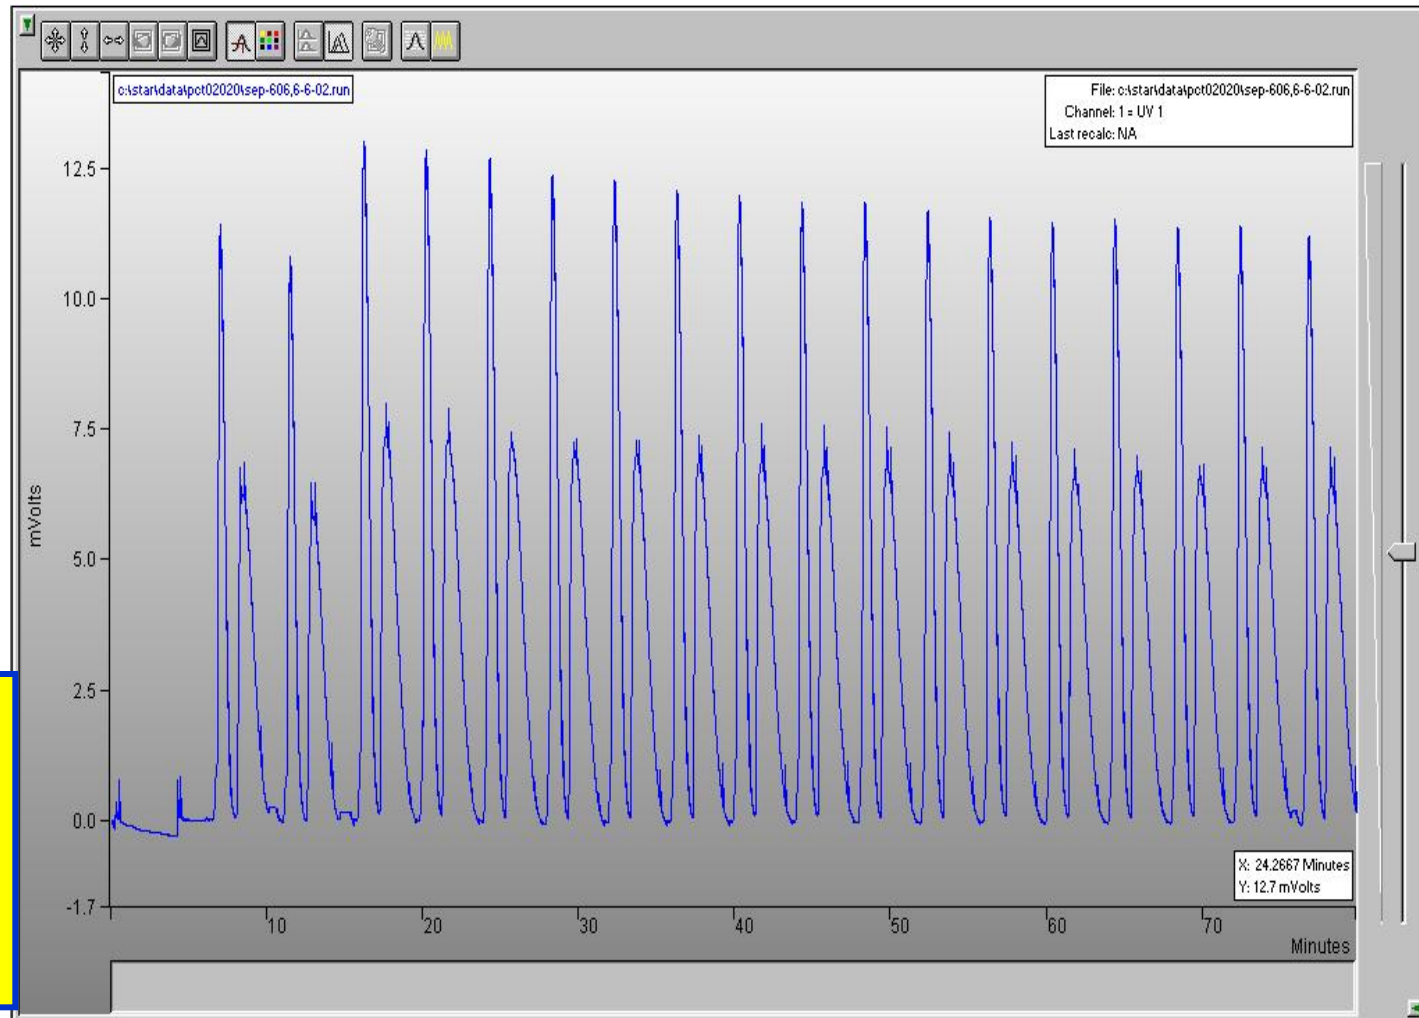 c:\star\data\pct02020\sep-606,6-6-02.run
File: c:\star\data\pct02020\sep-606,6-6-02.run
Channel: 1 = UV 1
Last recalc: NA
12.5
10.0
7.5
5.0
2.5
0.0
-1.7
mVolts
10 20 30 40 50 60 70
Minutes
X: 24.2667 Minutes
Y: 12.7 mVolts